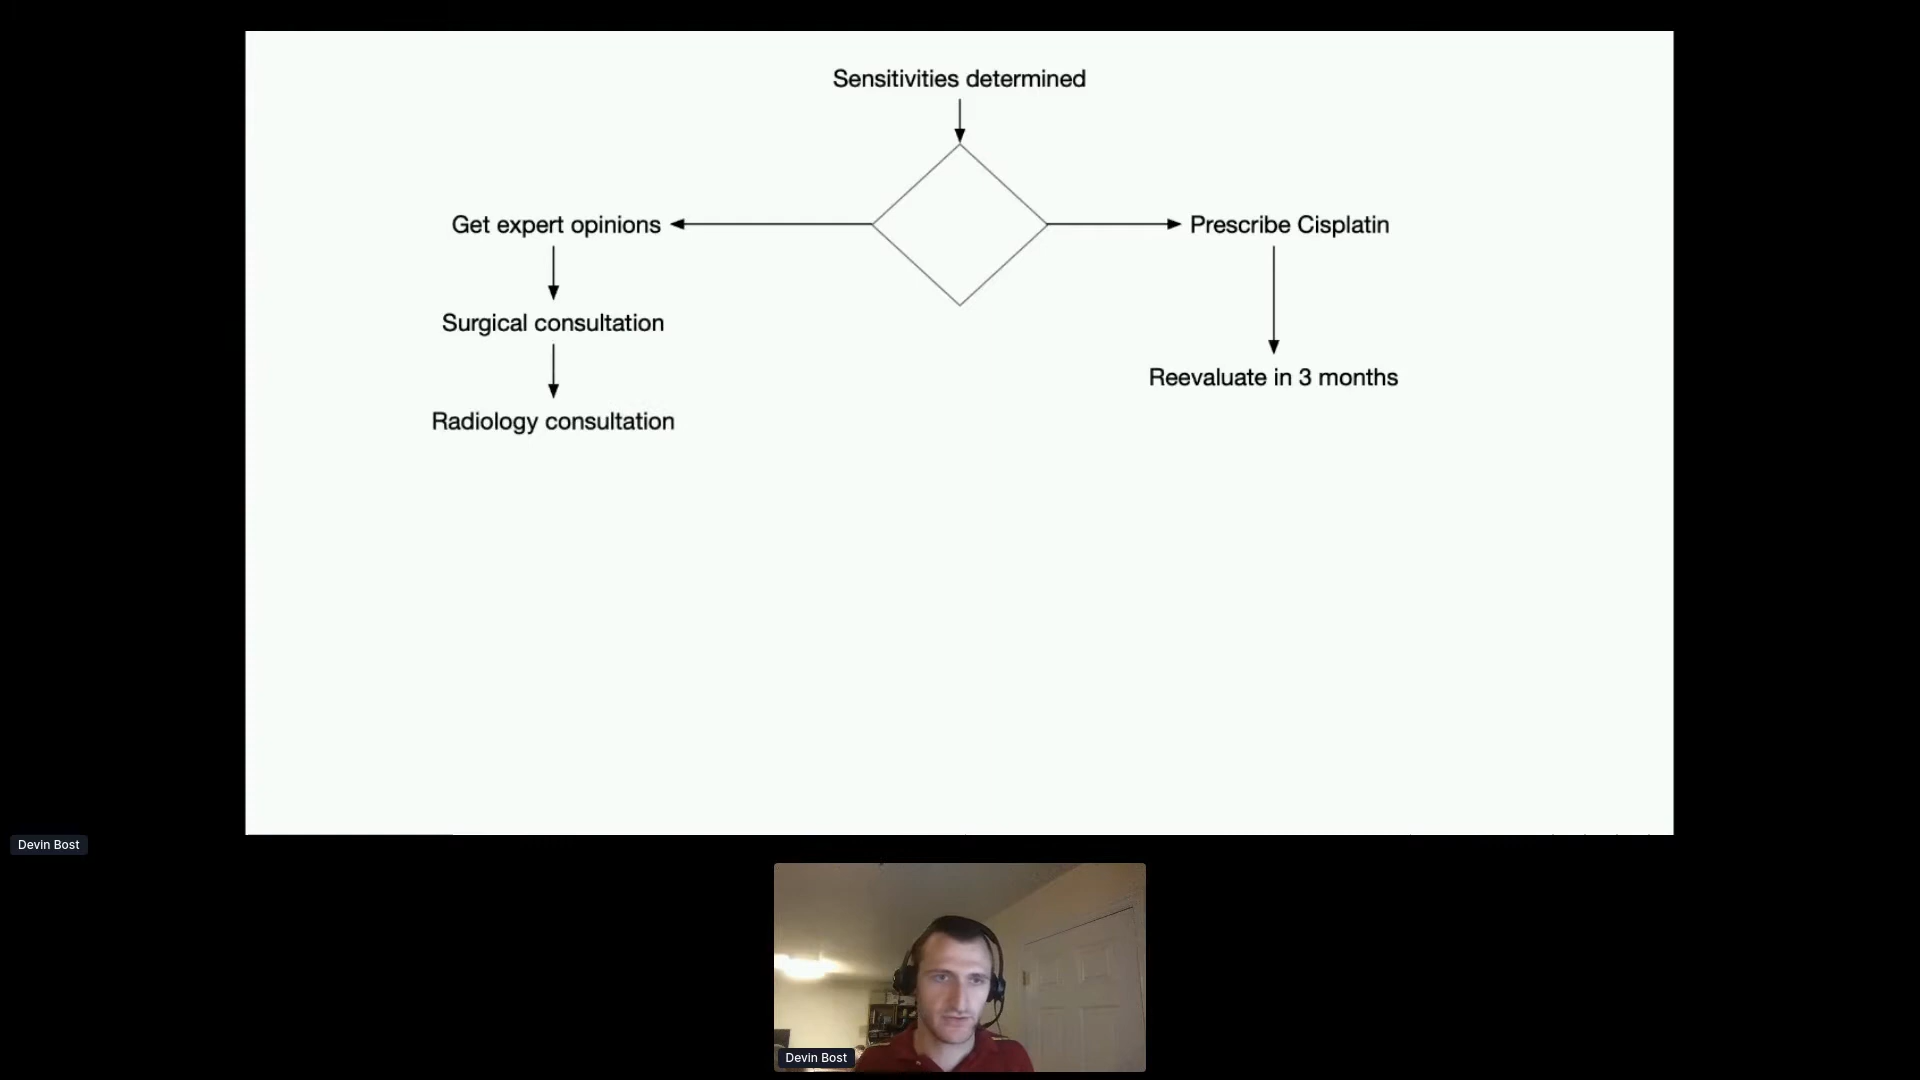 Sensitivities determined
Get expert opinions
Prescribe Cisplatin
Surgical consultation
Reevaluate in 3 months
Radiology consultation
Devin Bost
Devin Bost